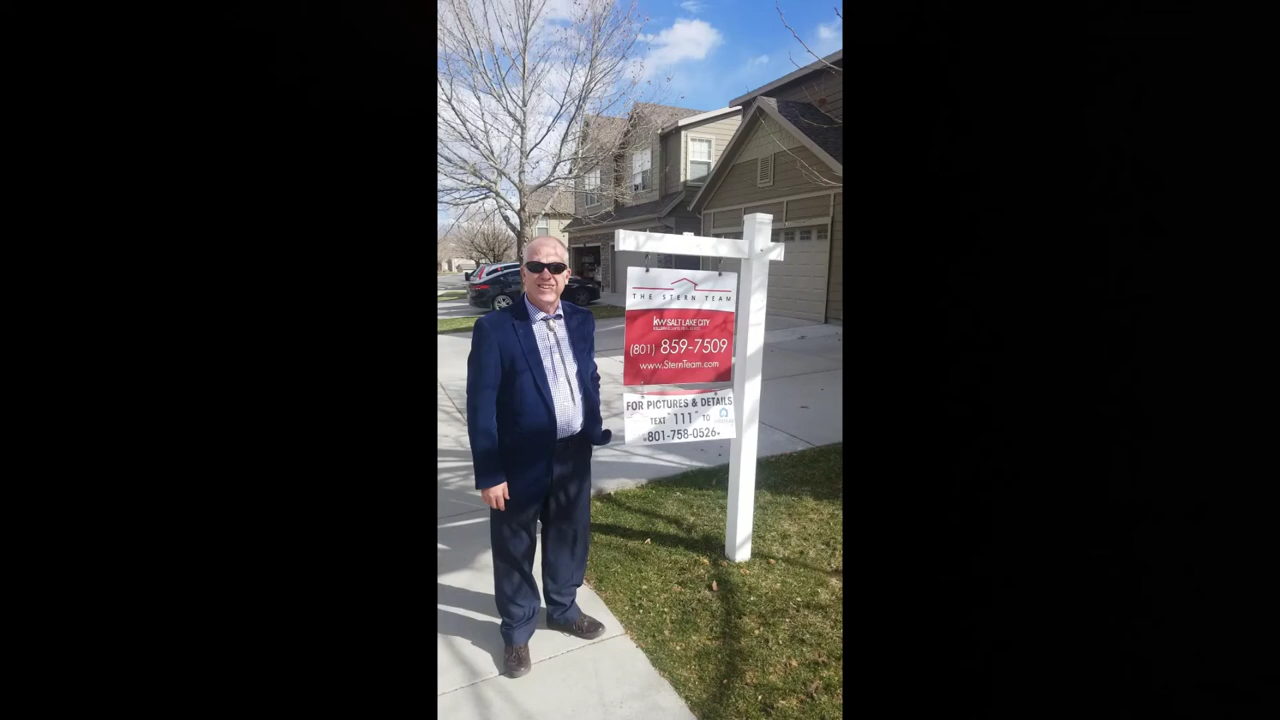 THE STERN TEAM
kw SALT LAKE CITY
(801) 859-7509
www.SternTeam.com
FOR PICTURES & DETAILS
TEXT "111" TO
801-758-0526